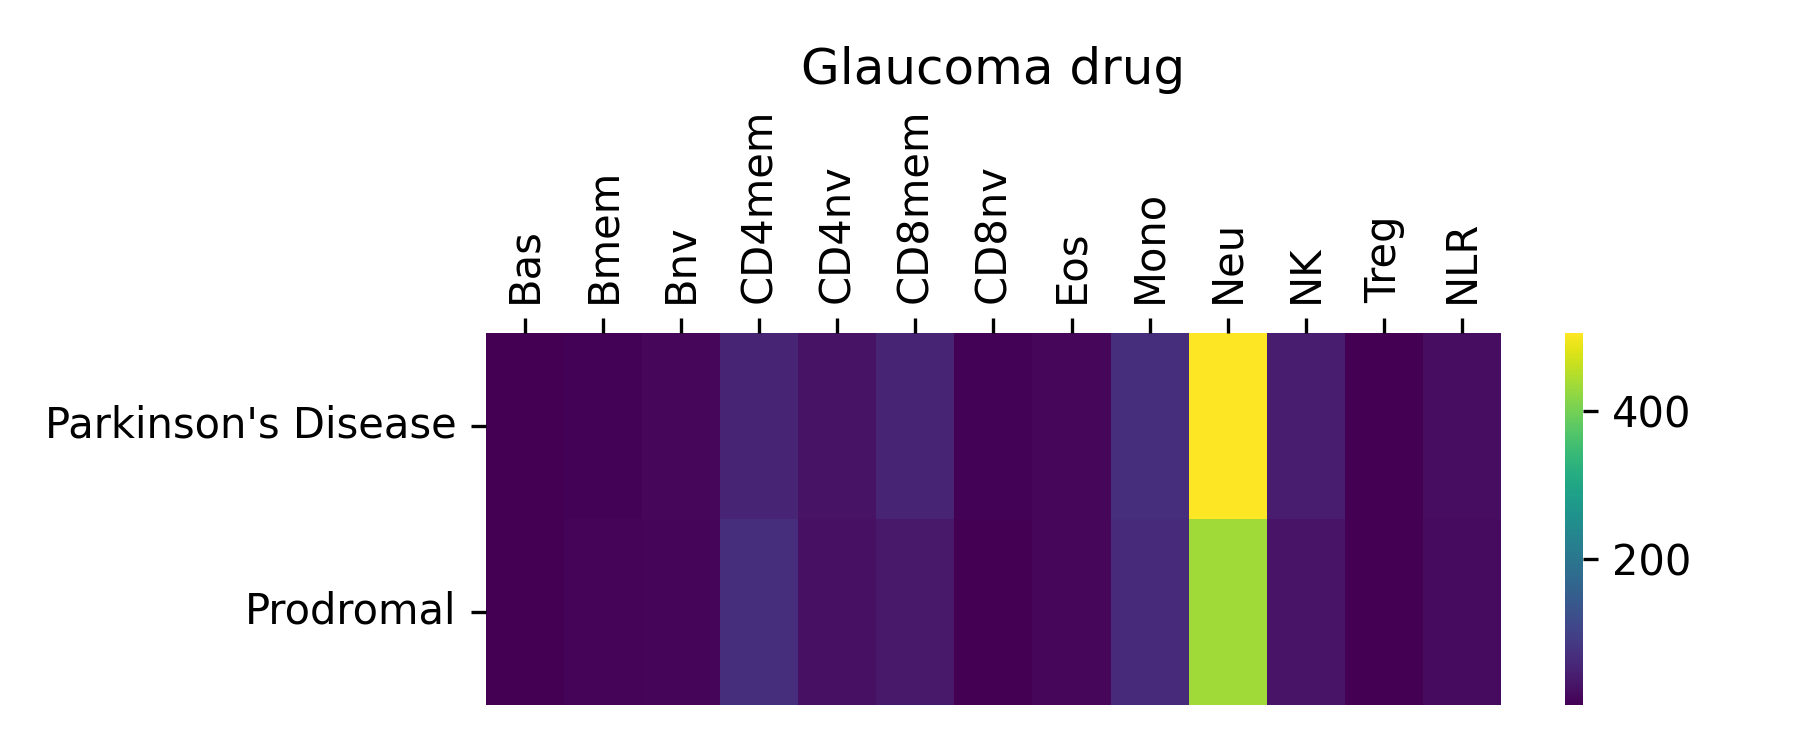 Glaucoma drug
Bas
Bmem
Bnv
CD4mem
CD4nv
CD8mem
CD8nv
Eos
Mono
Neu
NK
Treg
NLR
Parkinson's Disease
Prodromal
400
200